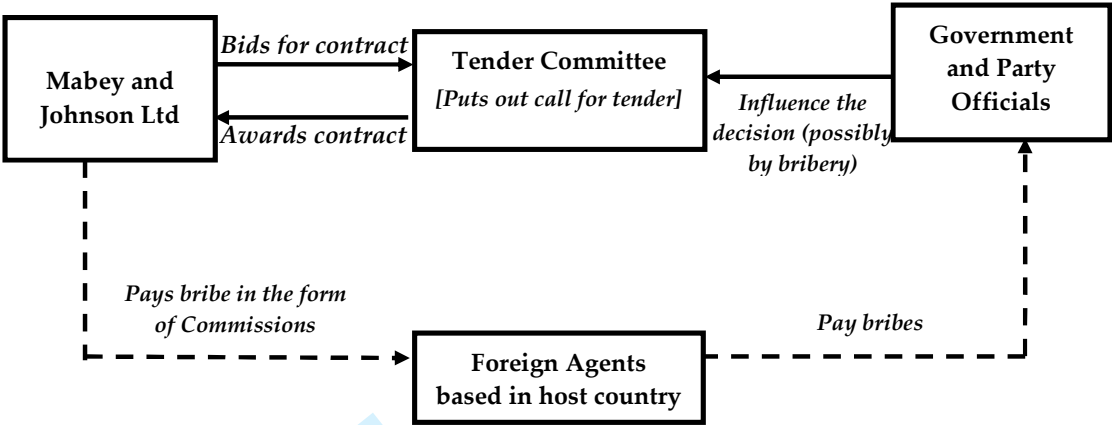 Mabey and
Johnson Ltd
Bids for contract
Awards contract
Tender Committee
[Puts out call for tender]
Government
and Party
Officials
Influence the
decision (possibly
by bribery)
Pays bribe in the form
of Commissions
Foreign Agents
based in host country
Pay bribes